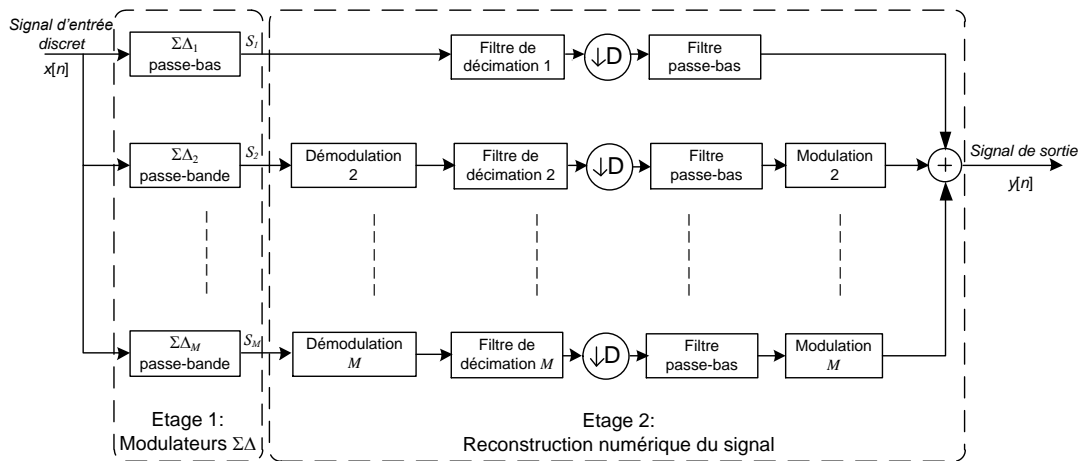 Signal d'entrée
discret
x[n]
ΣΔ1
passe-bas
S1
Filtre de
décimation 1
↓D
Filtre
passe-bas
ΣΔ2
passe-bande
S2
Démodulation
2
Filtre de
décimation 2
↓D
Filtre
passe-bas
Modulation
2
+
Signal de sortie
y[n]
ΣΔM
passe-bande
SM
Démodulation
M
Filtre de
décimation M
↓D
Filtre
passe-bas
Modulation
M
Etage 1:
Modulateurs ΣΔ
Etage 2:
Reconstruction numérique du signal